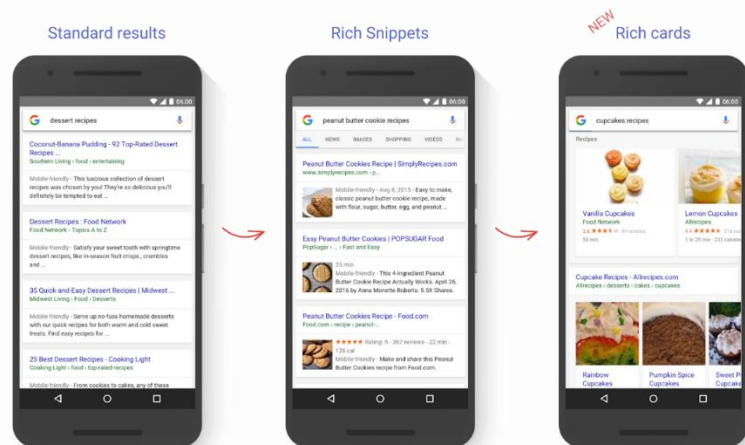 Standard results
06:00
dessert recipes
Coconut-Banana Pudding - 92 Top-Rated Dessert
Recipes ...
Southern Living › food › entertaining
Mobile-friendly - This luscious collection of dessert
recipes was chosen by you! They're so delicious you'll
definitely be tempted to eat ...
Dessert Recipes : Food Network
Food Network - Topics A to Z
Mobile-friendly - Satisfy your sweet tooth with springtime
dessert recipes, like in-season fruit crisps , crumbles
and ...
35 Quick-and-Easy Dessert Recipes | Midwest ...
Midwest Living › Food › Desserts
Mobile-friendly - Serve up no-fuss homemade desserts
with our quick recipes for both warm and cold sweet
treats. Find easy recipes for ...
25 Best Dessert Recipes - Cooking Light
Cooking Light › food › top-rated-recipes
Mobile-friendly - From cookies to cakes, any of these
Rich Snippets
06:00
peanut butter cookie recipes
ALL NEWS IMAGES SHOPPING VIDEOS
Peanut Butter Cookies Recipe | SimplyRecipes.com
www.simplyrecipes.com › p...
Mobile-friendly - Aug 8, 2015 - Easy to make,
classic peanut butter cookie recipe, made
with flour, sugar, butter, egg, and peanut ...
Easy Peanut Butter Cookies | POPSUGAR Food
PopSugar › ... › Fast and Easy
25 min
Mobile-friendly - This 4-Ingredient Peanut
Butter Cookie Recipe Actually Works. April 26,
2016 by Anna Monette Roberts. 5.5K Shares.
Peanut Butter Cookies Recipe - Food.com
Food.com › recipe › peanut-...
Rating: 5 - 367 reviews - 22 min -
126 cal
Mobile-friendly - Make and share this Peanut
Butter Cookies recipe from Food.com.
NEW
Rich cards
06:00
cupcakes recipes
Recipes
Vanilla Cupcakes
Food Network
50 min
Lemon Cupcakes
Allrecipes
4.4
1 hr 25 min
Cupcake Recipes - Allrecipes.com
Allrecipes › desserts › cakes › cupcakes
Rainbow
Cupcakes
Pumpkin Spice
Cupcakes
Sweet P
Cupcake